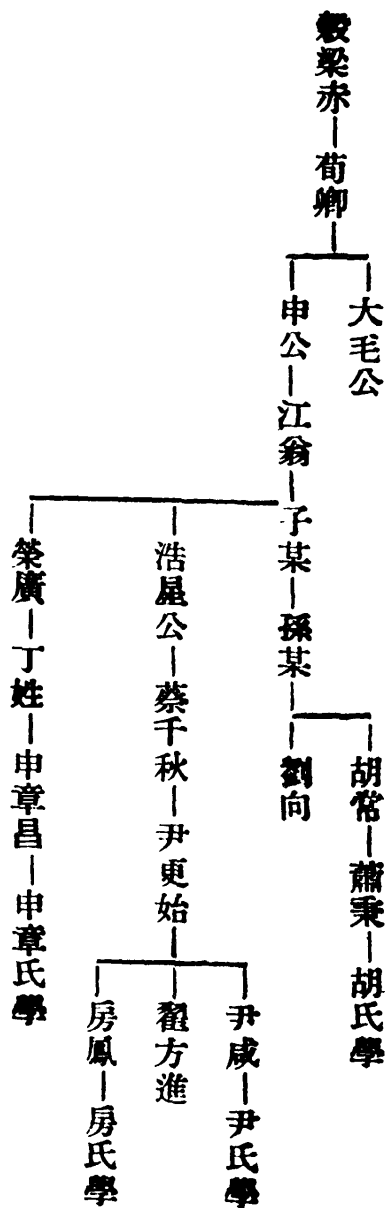 穀梁赤
荀卿
大毛公
申公
江翁
子某
孫某
胡常
蕭秉
胡氏學
劉向
浩星公
蔡千秋
尹更始
尹咸
尹氏學
翟方進
房鳳
房氏學
榮廣
丁姓
申章昌
申章氏學